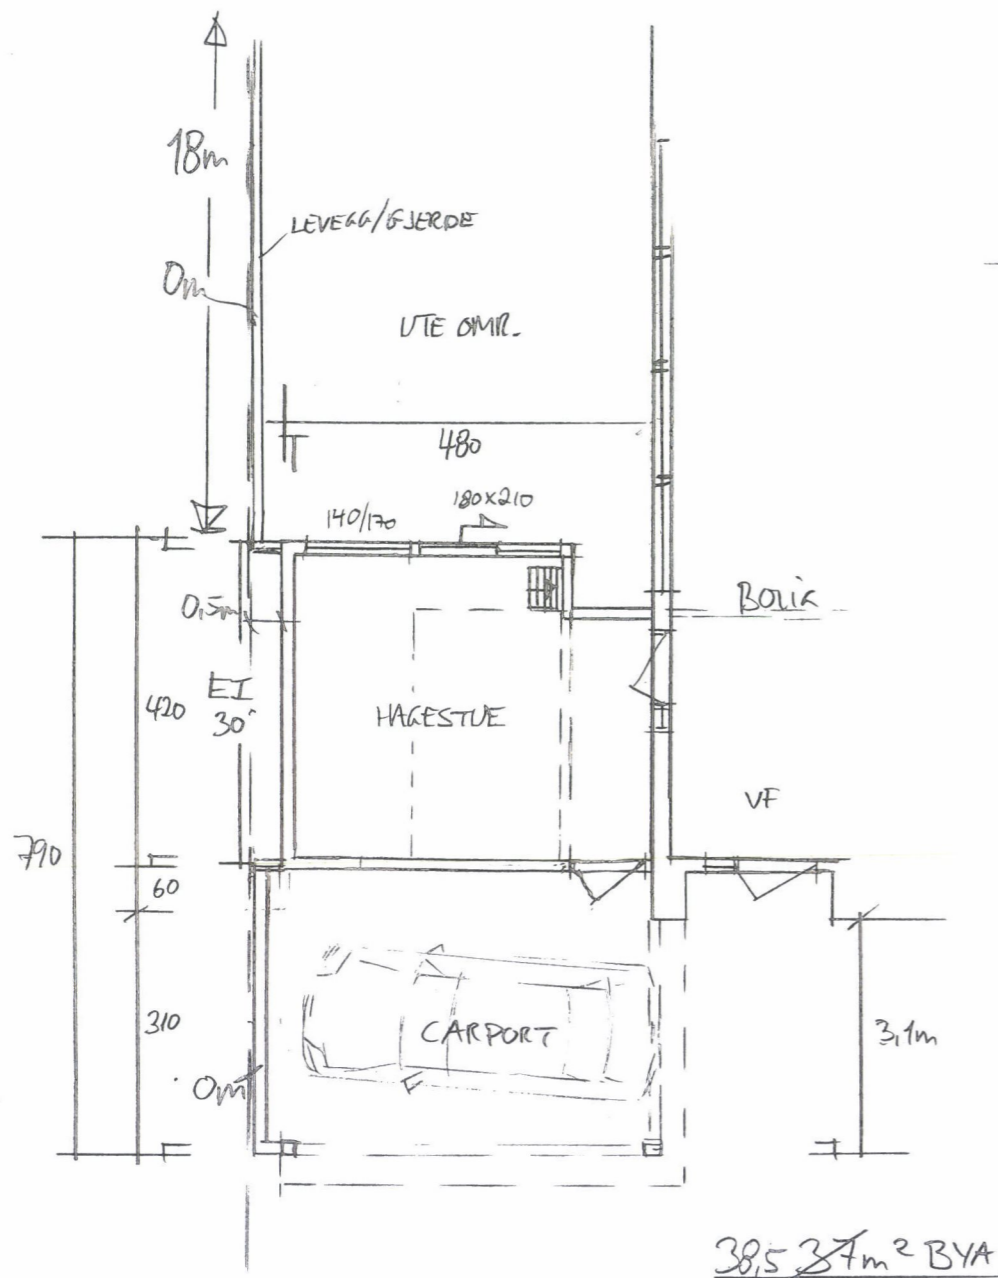 18m
LEVEGG/GJERDE
0m
UTE OMR.
480
180x210
140/170
0,5m
BOLIG
EI
30
420
HAGESTUE
VF
790
60
310
CARPORT
3,1m
0m
38,5 37m² BYA